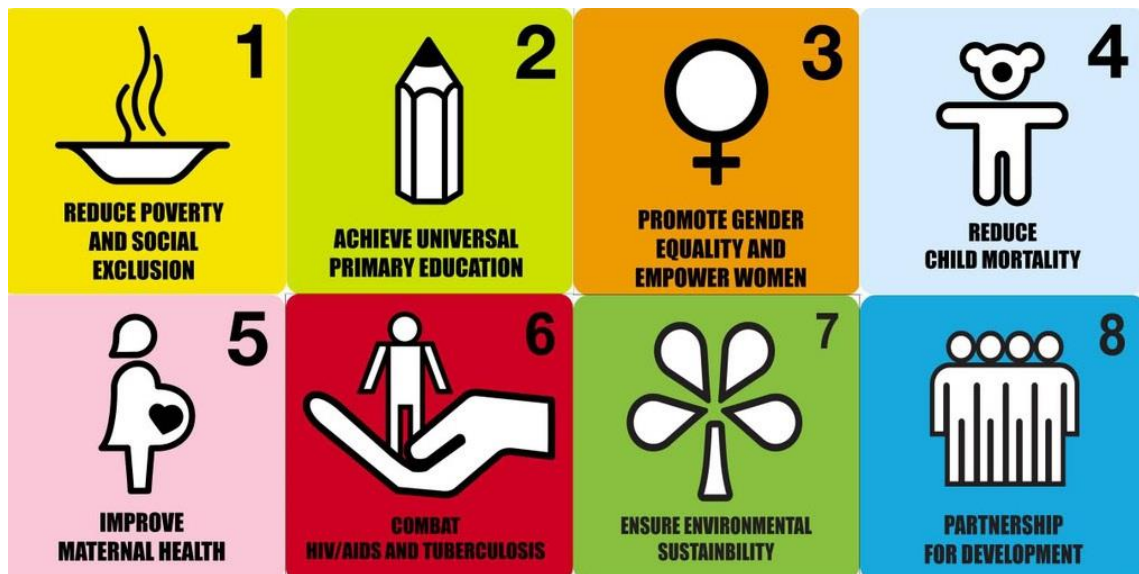 1
REDUCE POVERTY
AND SOCIAL
EXCLUSION
2
ACHIEVE UNIVERSAL
PRIMARY EDUCATION
3
PROMOTE GENDER
EQUALITY AND
EMPOWER WOMEN
4
REDUCE
CHILD MORTALITY
5
IMPROVE
MATERNAL HEALTH
6
COMBAT
HIV/AIDS AND TUBERCULOSIS
7
ENSURE ENVIRONMENTAL
SUSTAINBILITY
8
PARTNERSHIP
FOR DEVELOPMENT